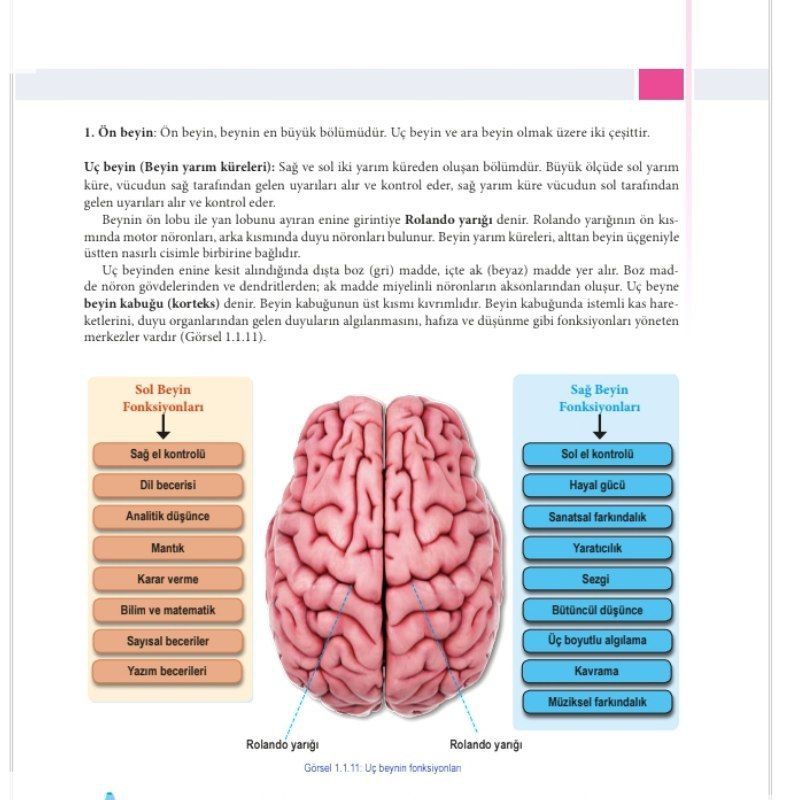 1. Ön beyin: Ön beyin, beynin en büyük bölümüdür. Uç beyin ve ara beyin olmak üzere iki çeşittir.
Uç beyin (Beyin yarım küreleri): Sağ ve sol iki yarım küreden oluşan bölümdür. Büyük ölçüde sol yarım
küre, vücudun sağ tarafından gelen uyarıları alır ve kontrol eder, sağ yarım küre vücudun sol tarafından
gelen uyarıları alır ve kontrol eder.
Beynin ön lobu ile yan lobunu ayıran enine girintiye Rolando yarığı denir. Rolando yarığının ön kıs-
mında motor nöronları, arka kısmında duyu nöronları bulunur. Beyin yarım küreleri, alttan beyin üçgeniyle
üstten nasırlı cisimle birbirine bağlıdır.
Uç beyinden enine kesit alındığında dışta boz (gri) madde, içte ak (beyaz) madde yer alır. Boz mad-
de nöron gövdelerinden ve dendritlerden; ak madde miyelinli nöronların aksonlarından oluşur. Uç beyne
beyin kabuğu (korteks) denir. Beyin kabuğunun üst kısmı kıvrımlıdır. Beyin kabuğunda istemli kas hare-
ketlerini, duyu organlarından gelen duyuların algılanmasını, hafıza ve düşünme gibi fonksiyonları yöneten
merkezler vardır (Görsel 1.1.11).
Sol Beyin
Fonksiyonları
Sağ el kontrolü
Dil becerisi
Analitik düşünce
Mantık
Karar verme
Bilim ve matematik
Sayısal beceriler
Yazım becerileri
Sağ Beyin
Fonksiyonları
Sol el kontrolü
Hayal gücü
Sanatsal farkındalık
Yaratıcılık
Sezgi
Bütüncül düşünce
Üç boyutlu algılama
Kavrama
Müziksel farkındalık
Rolando yarığı
Rolando yarığı
Görsel 1.1.11: Uç beynin fonksiyonları